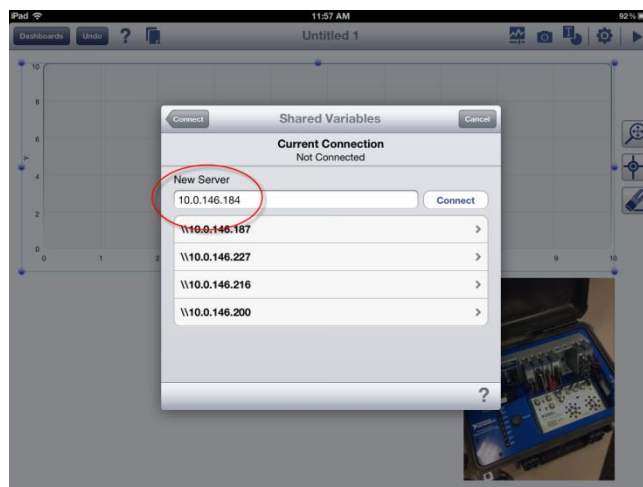 iPad 11:57 AM 92%
Dashboards Undo ? Untitled 1
10
8
6
Y
4
2
0
0 1 2 9 10
Connect Shared Variables Cancel
Current Connection
Not Connected
New Server
10.0.146.184 Connect
\\10.0.146.187
\\10.0.146.227
\\10.0.146.216
\\10.0.146.200
?